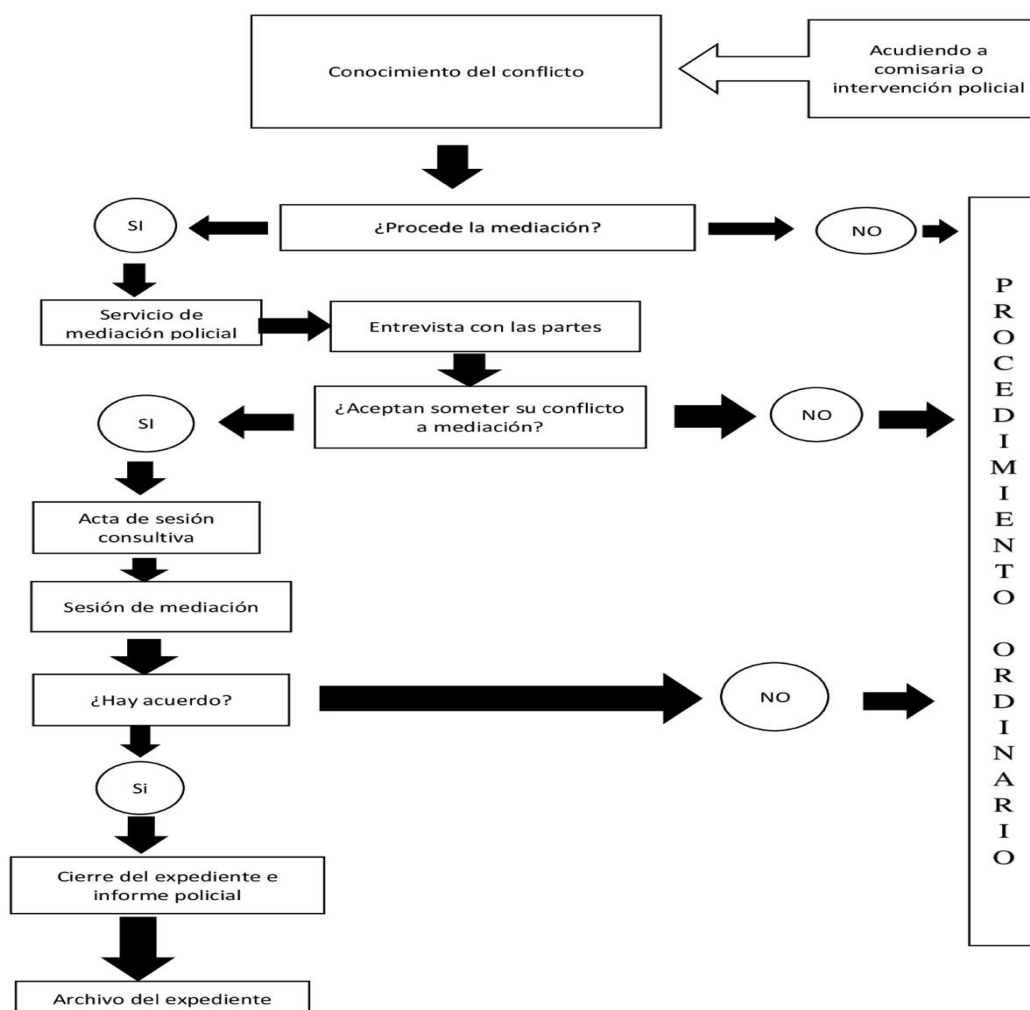 Conocimiento del conflicto
Acudiendo a
comisaria o
intervención policial
SI
¿Procede la mediación?
NO
Servicio de
mediación policial
Entrevista con las partes
SI
¿Aceptan someter su conflicto
a mediación?
NO
Acta de sesión
consultiva
Sesión de mediación
¿Hay acuerdo?
NO
Si
Cierre del expediente e
informe policial
Archivo del expediente
PROCEDIMIENTO ORDINARIO